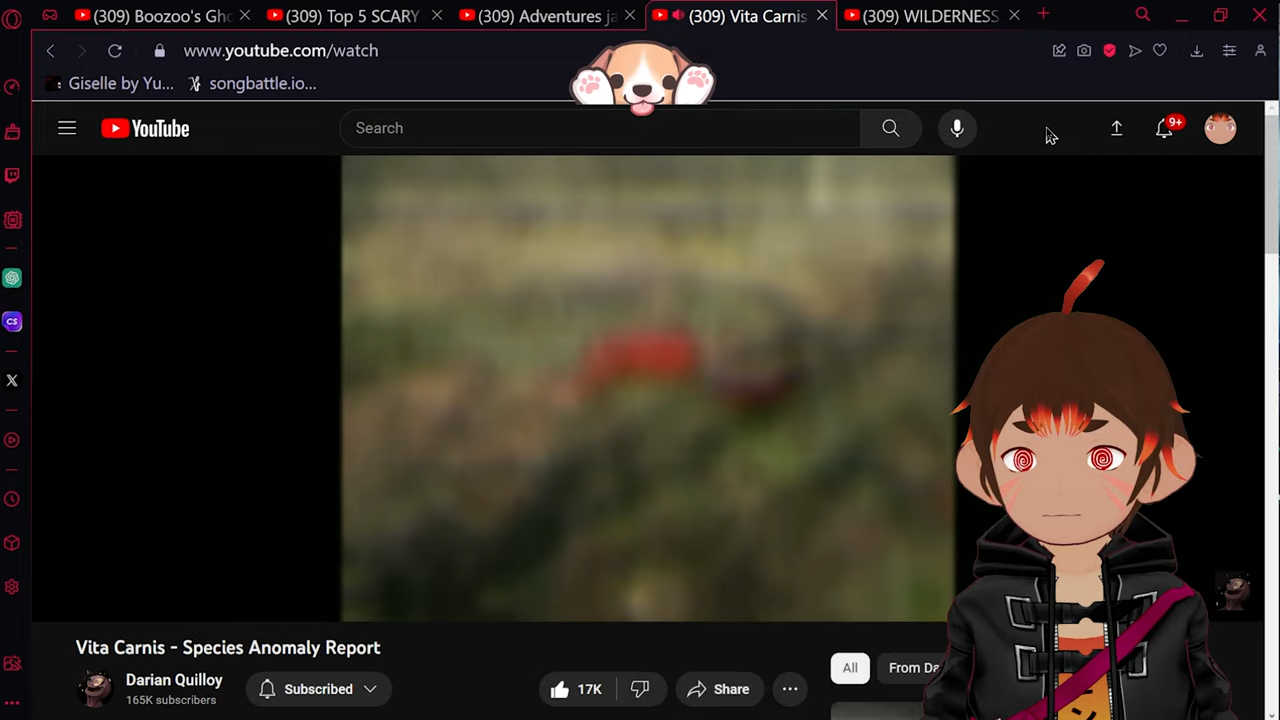 (309) Boozoo's Gho
(309) Top 5 SCARY
(309) Adventures ja
(309) Vita Carnis
(309) WILDERNESS
www.youtube.com/watch
Giselle by Yu...
songbattle.io...
YouTube
Search
9+
CS
Vita Carnis - Species Anomaly Report
Darian Quilloy
165K subscribers
Subscribed
17K
Share
All
From Da